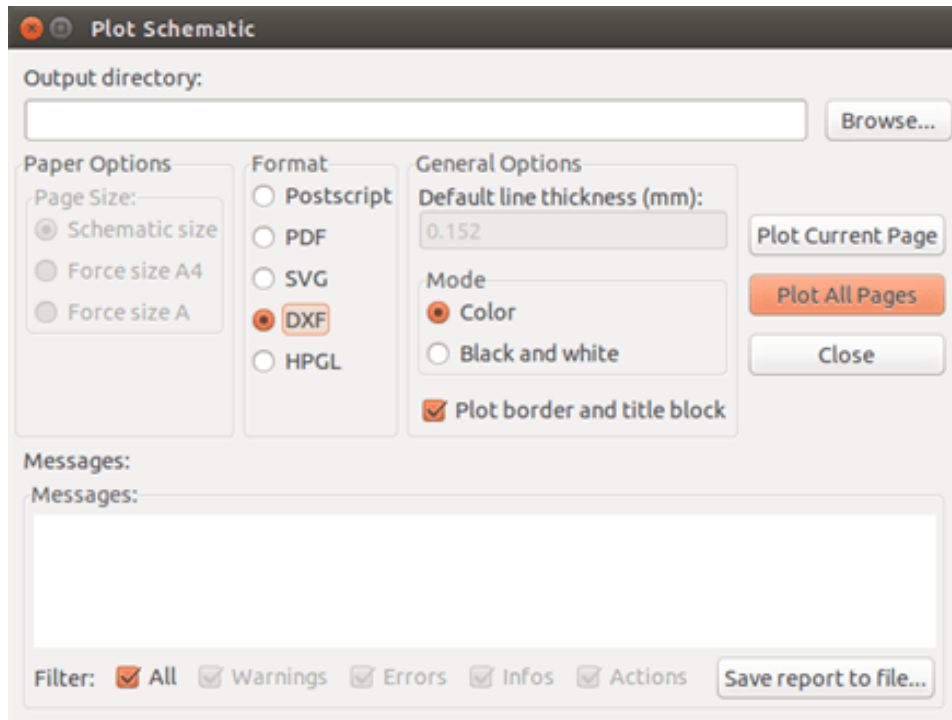 Plot Schematic
Output directory:
Browse...
Paper Options
Page Size:
Schematic size
Force size A4
Force size A
Format
Postscript
PDF
SVG
DXF
HPGL
General Options
Default line thickness (mm):
0.152
Mode
Color
Black and white
Plot border and title block
Plot Current Page
Plot All Pages
Close
Messages:
Messages:
Filter: All Warnings Errors Infos Actions Save report to file...